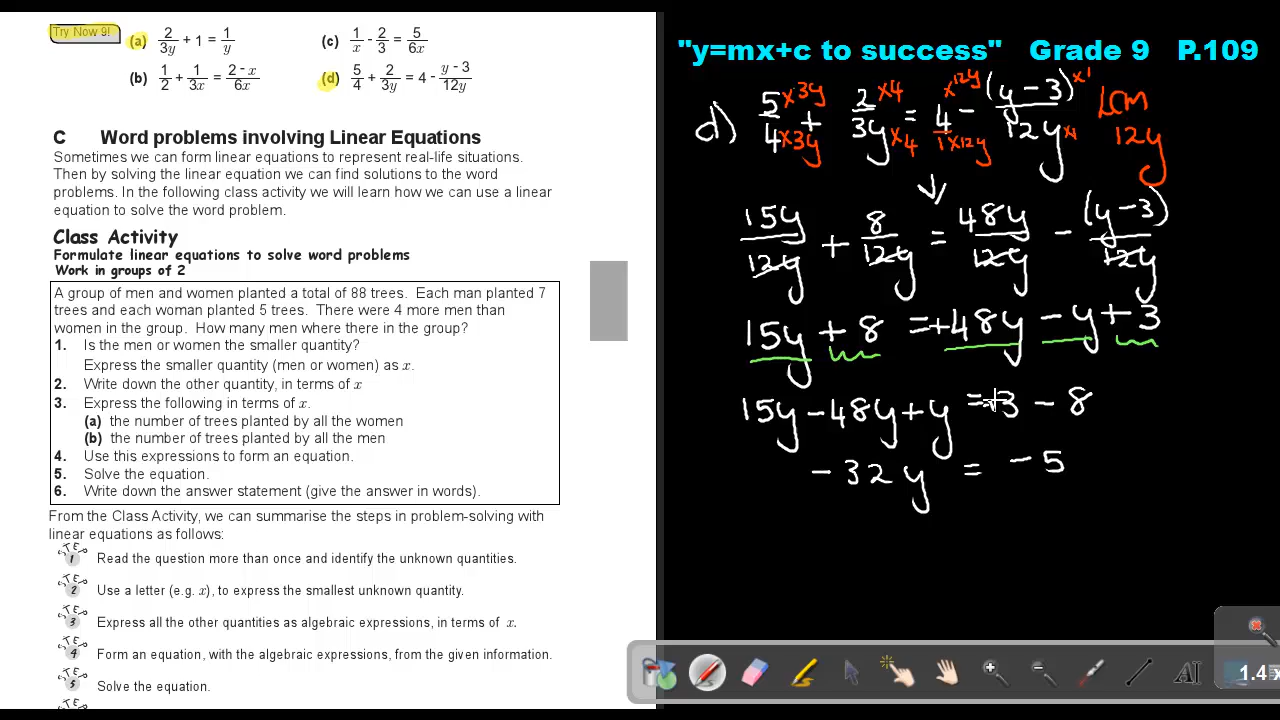 Try Now 9!
(a) 2/3y + 1 = 1/y
(c) 1/x - 2/3 = 5/6x
(b) 1/2 + 1/3x = 2 - x/6x
(d) 5/4 + 2/3y = 4 - y - 3/12y
C Word problems involving Linear Equations
Sometimes we can form linear equations to represent real-life situations.
Then by solving the linear equation we can find solutions to the word
problems. In the following class activity we will learn how we can use a linear
equation to solve the word problem.
Class Activity
Formulate linear equations to solve word problems
Work in groups of 2
A group of men and women planted a total of 88 trees. Each man planted 7
trees and each woman planted 5 trees. There were 4 more men than
women in the group. How many men where there in the group?
1. Is the men or women the smaller quantity?
Express the smaller quantity (men or women) as x.
2. Write down the other quantity, in terms of x
3. Express the following in terms of x.
(a) the number of trees planted by all the women
(b) the number of trees planted by all the men
4. Use this expressions to form an equation.
5. Solve the equation.
6. Write down the answer statement (give the answer in words).
From the Class Activity, we can summarise the steps in problem-solving with
linear equations as follows:
STEP 1 Read the question more than once and identify the unknown quantities.
STEP 2 Use a letter (e.g. x), to express the smallest unknown quantity.
STEP 3 Express all the other quantities as algebraic expressions, in terms of x.
STEP 4 Form an equation, with the algebraic expressions, from the given information.
STEP 5 Solve the equation.
"y=mx+c to success" Grade 9 P.109
d) 5/4 ×3y/×3y + 2/3y ×4/×4 = 4/1 ×12y/×12y - (y - 3)/12y ×1/×1 LCM 12y
↓
15y/12y + 8/12y = 48y/12y - (y - 3)/12y
15y + 8 = +48y - y + 3
15y - 48y + y = +3 - 8
- 32y = - 5
AI
1.4 x